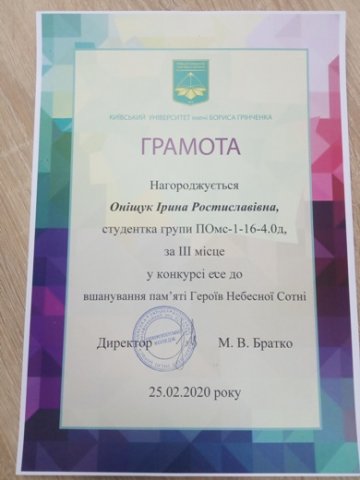 КИЇВСЬКИЙ УНІВЕРСИТЕТ імені БОРИСА ГРІНЧЕНКА
ГРАМОТА
Нагороджується
Оніщук Ірина Ростиславівна,
студентка групи ПОмс-1-16-4.0д,
за ІІІ місце
у конкурсі есе до
вшанування пам’яті Героїв Небесної Сотні
Директор М. В. Братко
25.02.2020 року